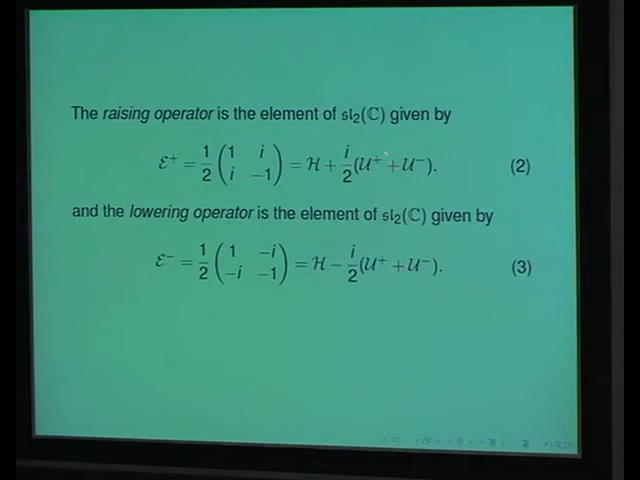 The raising operator is the element of 𝔰𝔩₂(ℂ) given by
ℰ⁺ = 1/2 (1 i; i −1) = ℋ + i/2 (𝒰⁺ + 𝒰⁻). (2)
and the lowering operator is the element of 𝔰𝔩₂(ℂ) given by
ℰ⁻ = 1/2 (1 −i; −i −1) = ℋ − i/2 (𝒰⁺ + 𝒰⁻). (3)